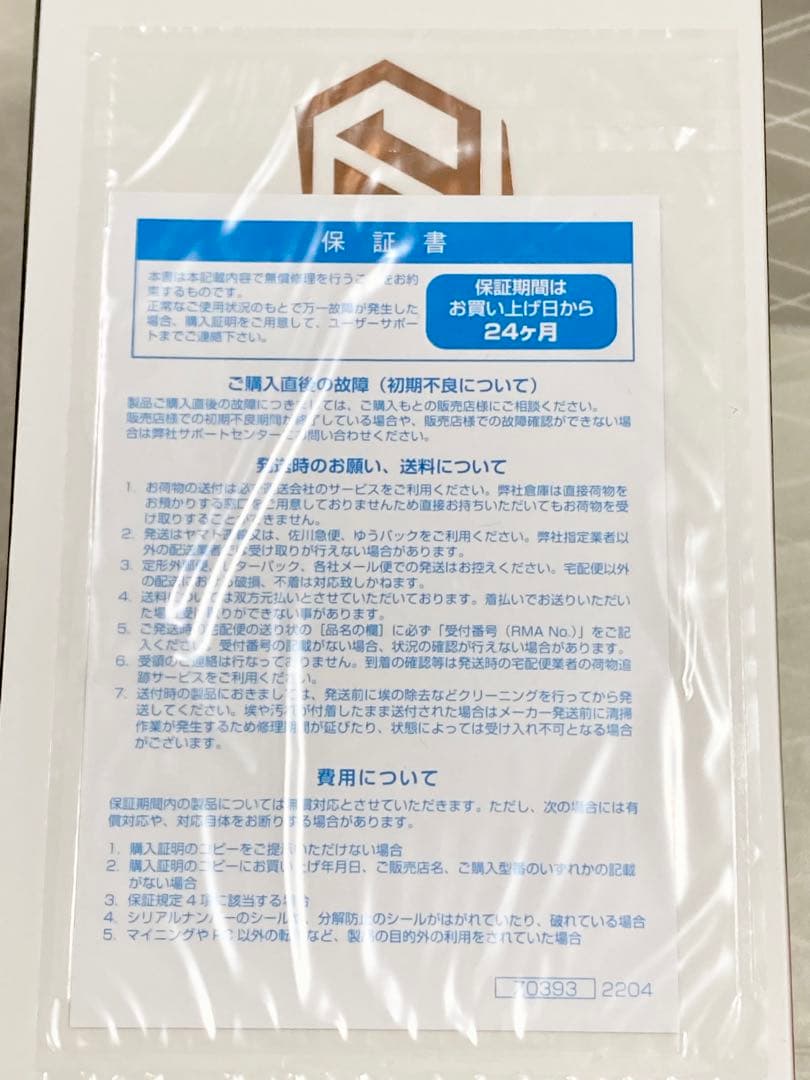 保証書
本書は本記載内容で無償修理を行うことをお約
束するものです。
正常なご使用状況のもとで万一故障が発生した
場合、購入証明をご用意して、ユーザーサポー
トまでご連絡下さい。
保証期間は
お買い上げ日から
24ヶ月
ご購入直後の故障(初期不良について)
製品ご購入直後の故障につきましては、ご購入もとの販売店様にご相談ください。
販売店様での初期不良期間が終了している場合や、販売店様での故障確認ができない場
合は弊社サポートセンターにお問い合わせください。
発送時のお願い、送料について
1. お荷物の送付は必ず発送会社のサービスをご利用ください。弊社倉庫は直接荷物を
お預かりする窓口をご用意しておりませんため直接お持ちいただいてもお荷物を受
け取りすることができません。
2. 発送はヤマト運輸又は、佐川急便、ゆうパックをご利用ください。弊社指定業者以
外の配送業者では受け取りが行えない場合があります。
3. 定形外郵便、レターパック、各社メール便での発送はお控えください。宅配便以外
の配送における破損、不着は対応致しかねます。
4. 送料については双方元払いとさせていただいております。着払いでお送りいただい
た場合受け取りができない事があります。
5. ご発送時の宅配便の送り状の[品名の欄]に必ず「受付番号(RMA No.)」をご記
入ください。受付番号の記載がない場合、状況の確認が行えない場合があります。
6. 受領のご連絡は行なっておりません。到着の確認等は発送時の宅配便業者の荷物追
跡サービスをご利用ください。
7. 送付時の製品におきましては、発送前に埃の除去などクリーニングを行ってから発
送してください。埃や汚れが付着したまま送付された場合はメーカー発送前に清掃
作業が発生するため修理期間が延びたり、状態によっては受け入れ不可となる場合
がございます。
費用について
保証期間内の製品については無償対応とさせていただきます。ただし、次の場合には有
償対応や、対応自体をお断りする場合があります。
1. 購入証明のコピーをご提示いただけない場合
2. 購入証明のコピーにお買い上げ年月日、ご販売店名、ご購入型番のいずれかの記載
がない場合
3. 保証規定4項に該当する場合
4. シリアルナンバーのシールや、分解防止のシールがはがれていたり、破れている場合
5. マイニングやPC以外の転用など、製品の目的外の利用をされていた場合
70393 2204